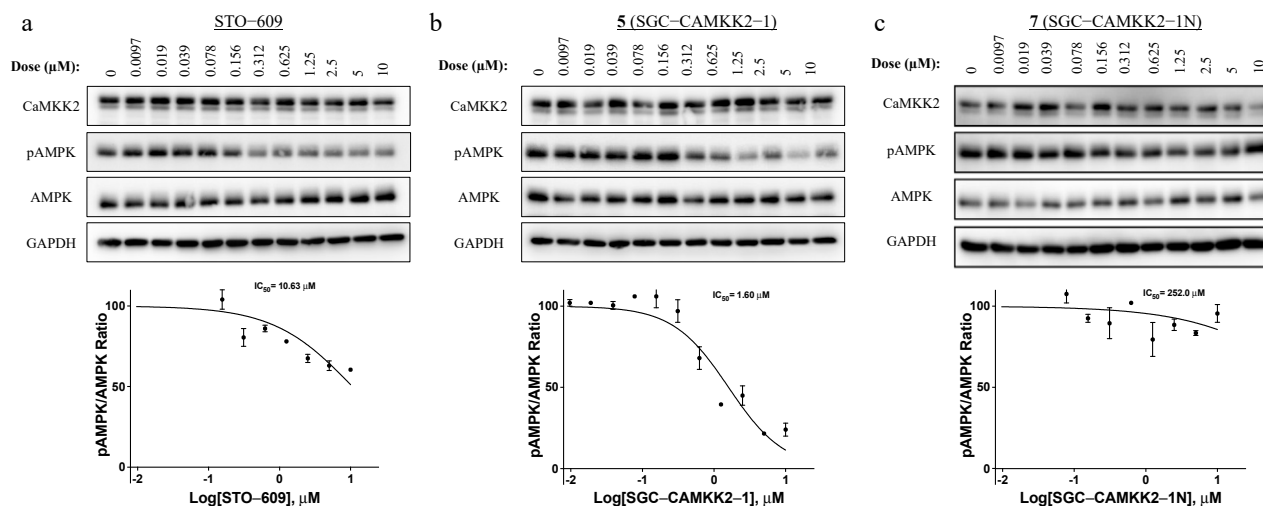 a
STO−609
Dose (µM):
0
0.0097
0.019
0.039
0.078
0.156
0.312
0.625
1.25
2.5
5
10
CaMKK2
pAMPK
AMPK
GAPDH
IC50= 10.63 µM
pAMPK/AMPK Ratio
100
50
0
-2
-1
0
1
Log[STO−609], µM
b
5 (SGC−CAMKK2-1)
Dose (µM):
0
0.0097
0.019
0.039
0.078
0.156
0.312
0.625
1.25
2.5
5
10
CaMKK2
pAMPK
AMPK
GAPDH
IC50= 1.60 µM
pAMPK/AMPK Ratio
100
50
0
-2
-1
0
1
Log[SGC−CAMKK2−1], µM
c
7 (SGC−CAMKK2-1N)
Dose (µM):
0
0.0097
0.019
0.039
0.078
0.156
0.312
0.625
1.25
2.5
5
10
CaMKK2
pAMPK
AMPK
GAPDH
IC50= 252.0 µM
pAMPK/AMPK Ratio
100
50
0
-2
-1
0
1
Log[SGC−CAMKK2−1N], µM